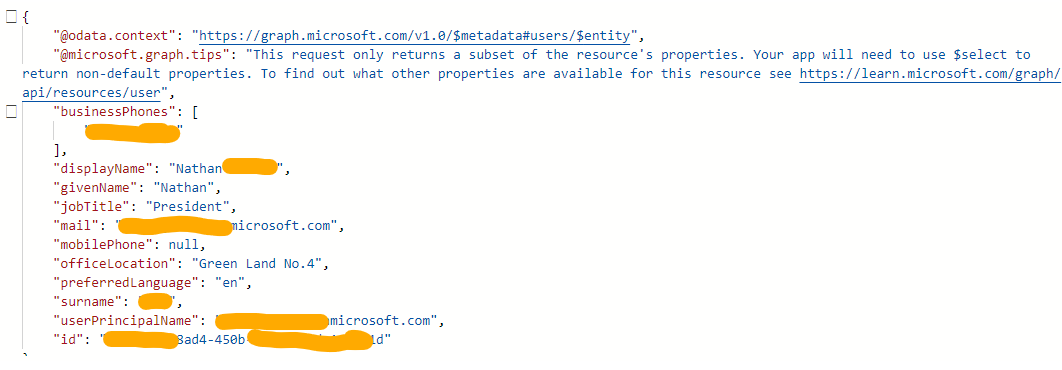 {
"@odata.context": "https://graph.microsoft.com/v1.0/$metadata#users/$entity",
"@microsoft.graph.tips": "This request only returns a subset of the resource's properties. Your app will need to use $select to
return non-default properties. To find out what other properties are available for this resource see https://learn.microsoft.com/graph/
api/resources/user",
"businessPhones": [
"
],
"displayName": "Nathan ",
"givenName": "Nathan",
"jobTitle": "President",
"mail": " microsoft.com",
"mobilePhone": null,
"officeLocation": "Green Land No.4",
"preferredLanguage": "en",
"surname": ",
"userPrincipalName": microsoft.com",
"id": " 8ad4-450b- 1d"